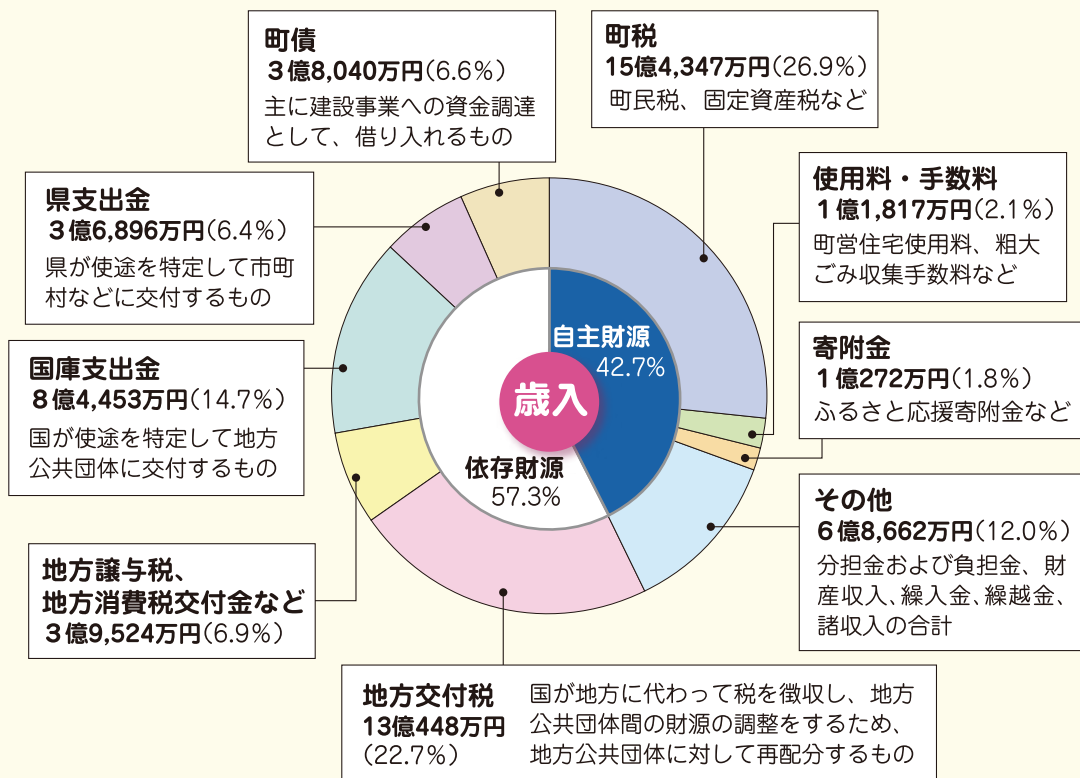 町債
3億8,040万円(6.6%)
主に建設事業への資金調達
として、借り入れるもの
町税
15億4,347万円(26.9%)
町民税、固定資産税など
使用料・手数料
1億1,817万円(2.1%)
町営住宅使用料、粗大
ごみ収集手数料など
寄附金
1億272万円(1.8%)
ふるさと応援寄附金など
その他
6億8,662万円(12.0%)
分担金および負担金、財
産収入、繰入金、繰越金、
諸収入の合計
地方交付税
13億448万円
(22.7%)
国が地方に代わって税を徴収し、地方
公共団体間の財源の調整をするため、
地方公共団体に対して再配分するもの
地方譲与税、
地方消費税交付金など
3億9,524万円(6.9%)
国庫支出金
8億4,453万円(14.7%)
国が使途を特定して地方
公共団体に交付するもの
県支出金
3億6,896万円(6.4%)
県が使途を特定して市町
村などに交付するもの
自主財源
42.7%
歳入
依存財源
57.3%